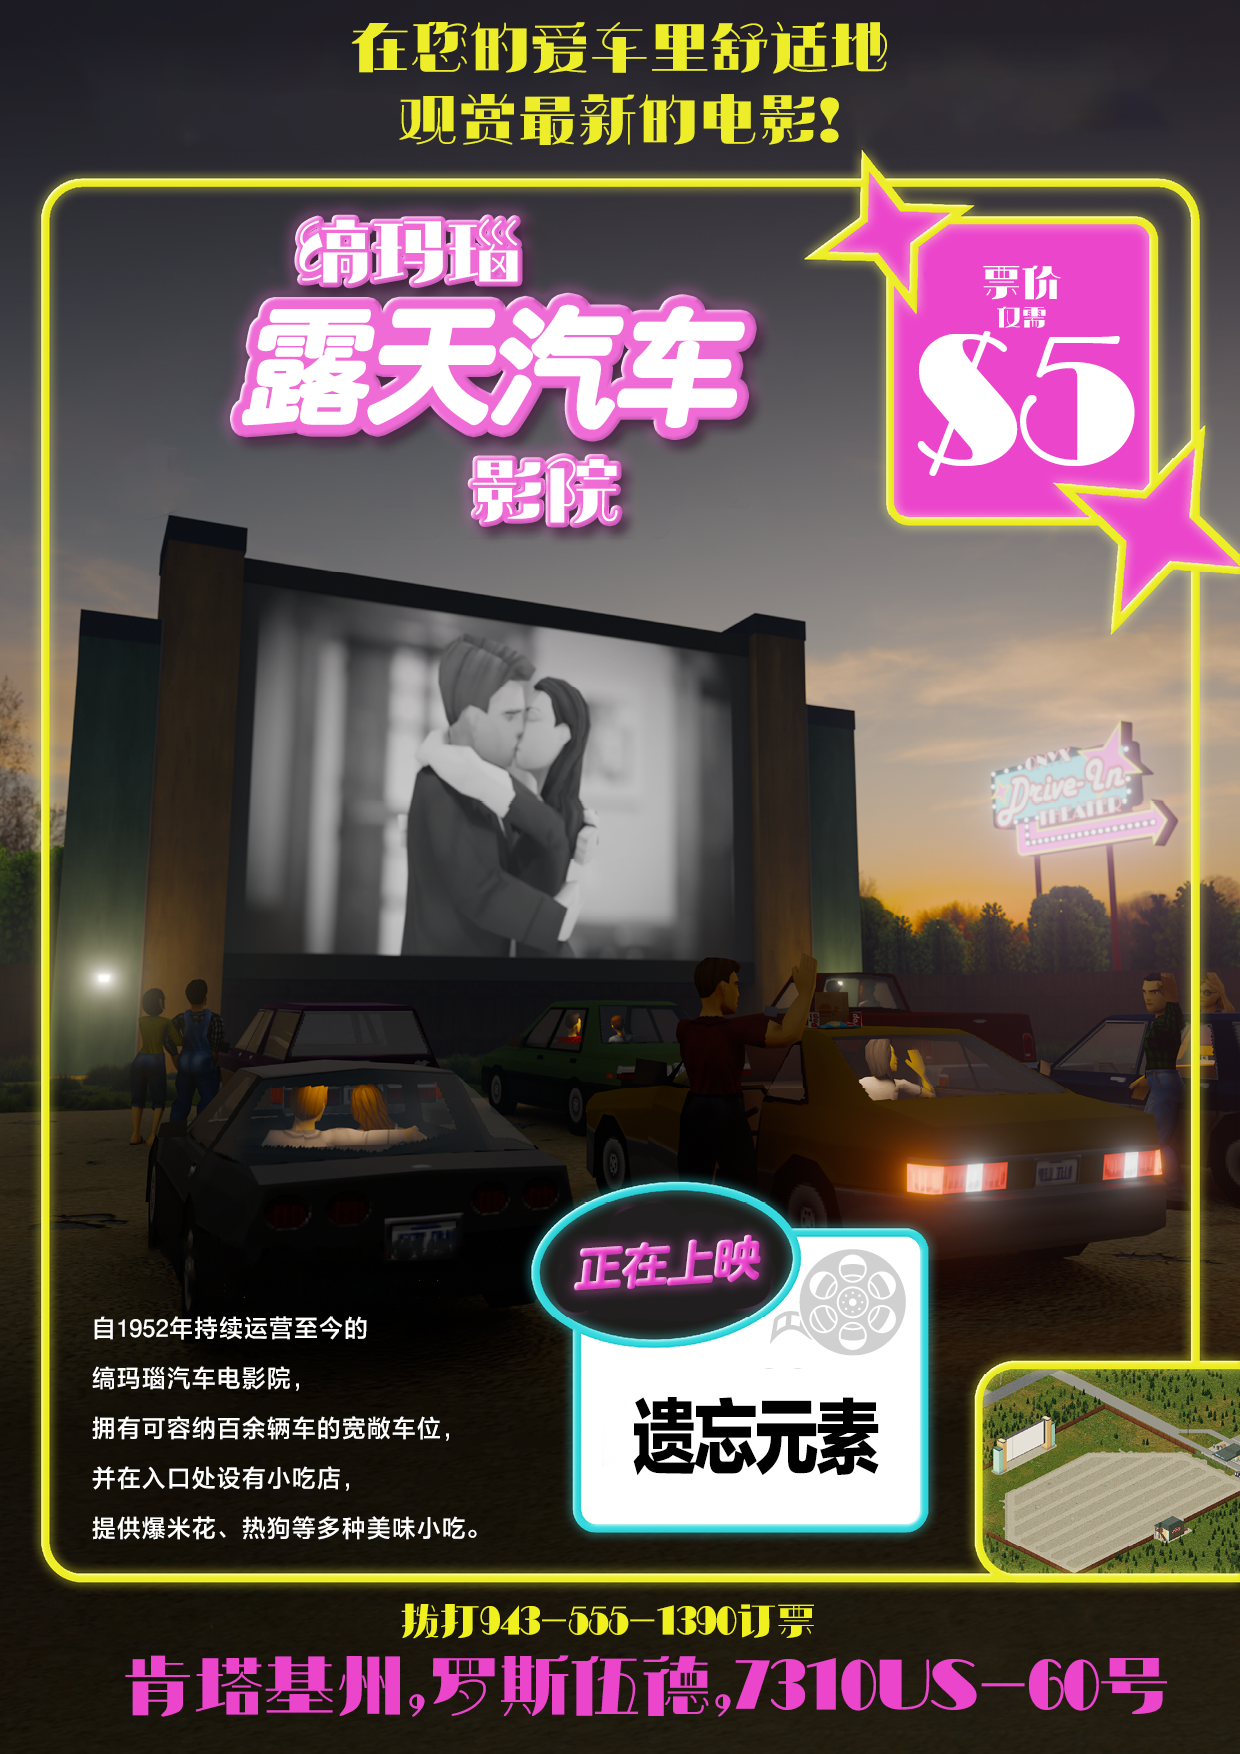 在您的爱车里舒适地
观赏最新的电影!
缟玛瑙
露天汽车
影院
票价
仅需
$5
ONYX
Drive-In
THEATER
正在上映
遗忘元素
自1952年持续运营至今的
缟玛瑙汽车电影院,
拥有可容纳百余辆车的宽敞车位,
并在入口处设有小吃店,
提供爆米花、热狗等多种美味小吃。
拨打943-555-1390订票
肯塔基州,罗斯伍德,7310US-60号